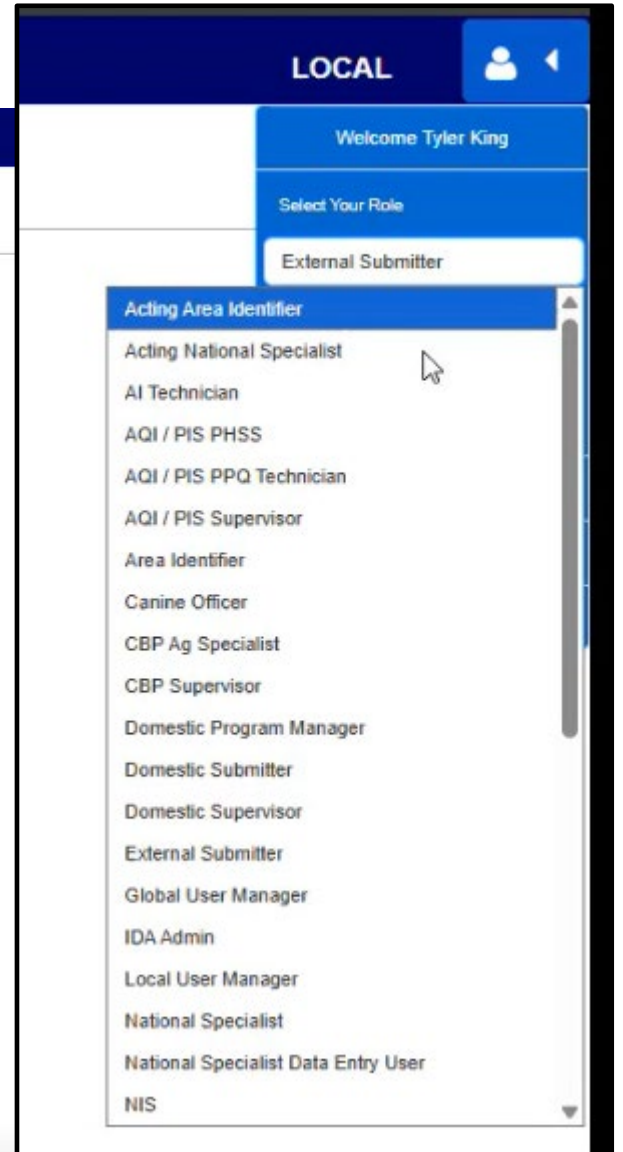 LOCAL
Welcome Tyler King
Select Your Role
External Submitter
Acting Area Identifier
Acting National Specialist
AI Technician
AQI / PIS PHSS
AQI / PIS PPQ Technician
AQI / PIS Supervisor
Area Identifier
Canine Officer
CBP Ag Specialist
CBP Supervisor
Domestic Program Manager
Domestic Submitter
Domestic Supervisor
External Submitter
Global User Manager
IDA Admin
Local User Manager
National Specialist
National Specialist Data Entry User
NIS